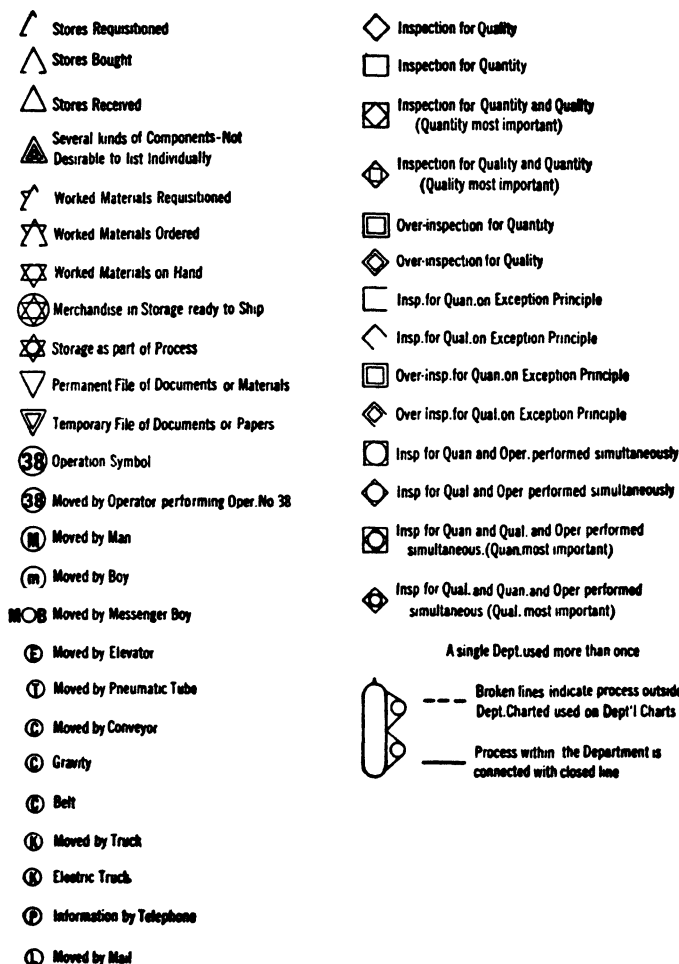 Stores Requisitioned
Stores Bought
Stores Received
Several kinds of Components-Not
Desirable to list Individually
Worked Materials Requisitioned
Worked Materials Ordered
Worked Materials on Hand
Merchandise in Storage ready to Ship
Storage as part of Process
Permanent File of Documents or Materials
Temporary File of Documents or Papers
38 Operation Symbol
38 Moved by Operator performing Oper. No 38
M Moved by Man
m Moved by Boy
MOB Moved by Messenger Boy
E Moved by Elevator
T Moved by Pneumatic Tube
C Moved by Conveyor
C Gravity
C Belt
K Moved by Truck
K Electric Truck
P Information by Telephone
L Moved by Mail
Inspection for Quality
Inspection for Quantity
Inspection for Quantity and Quality
(Quantity most important)
Inspection for Quality and Quantity
(Quality most important)
Over-inspection for Quantity
Over-inspection for Quality
Insp. for Quan. on Exception Principle
Insp. for Qual. on Exception Principle
Over-insp. for Quan. on Exception Principle
Over insp. for Qual. on Exception Principle
Insp for Quan and Oper. performed simultaneously
Insp for Qual and Oper performed simultaneously
Insp for Quan and Qual. and Oper performed
simultaneous. (Quan. most important)
Insp for Qual. and Quan. and Oper performed
simultaneous (Qual. most important)
A single Dept. used more than once
Broken lines indicate process outside
Dept. Charted used on Dept'l Charts
Process within the Department is
connected with closed line